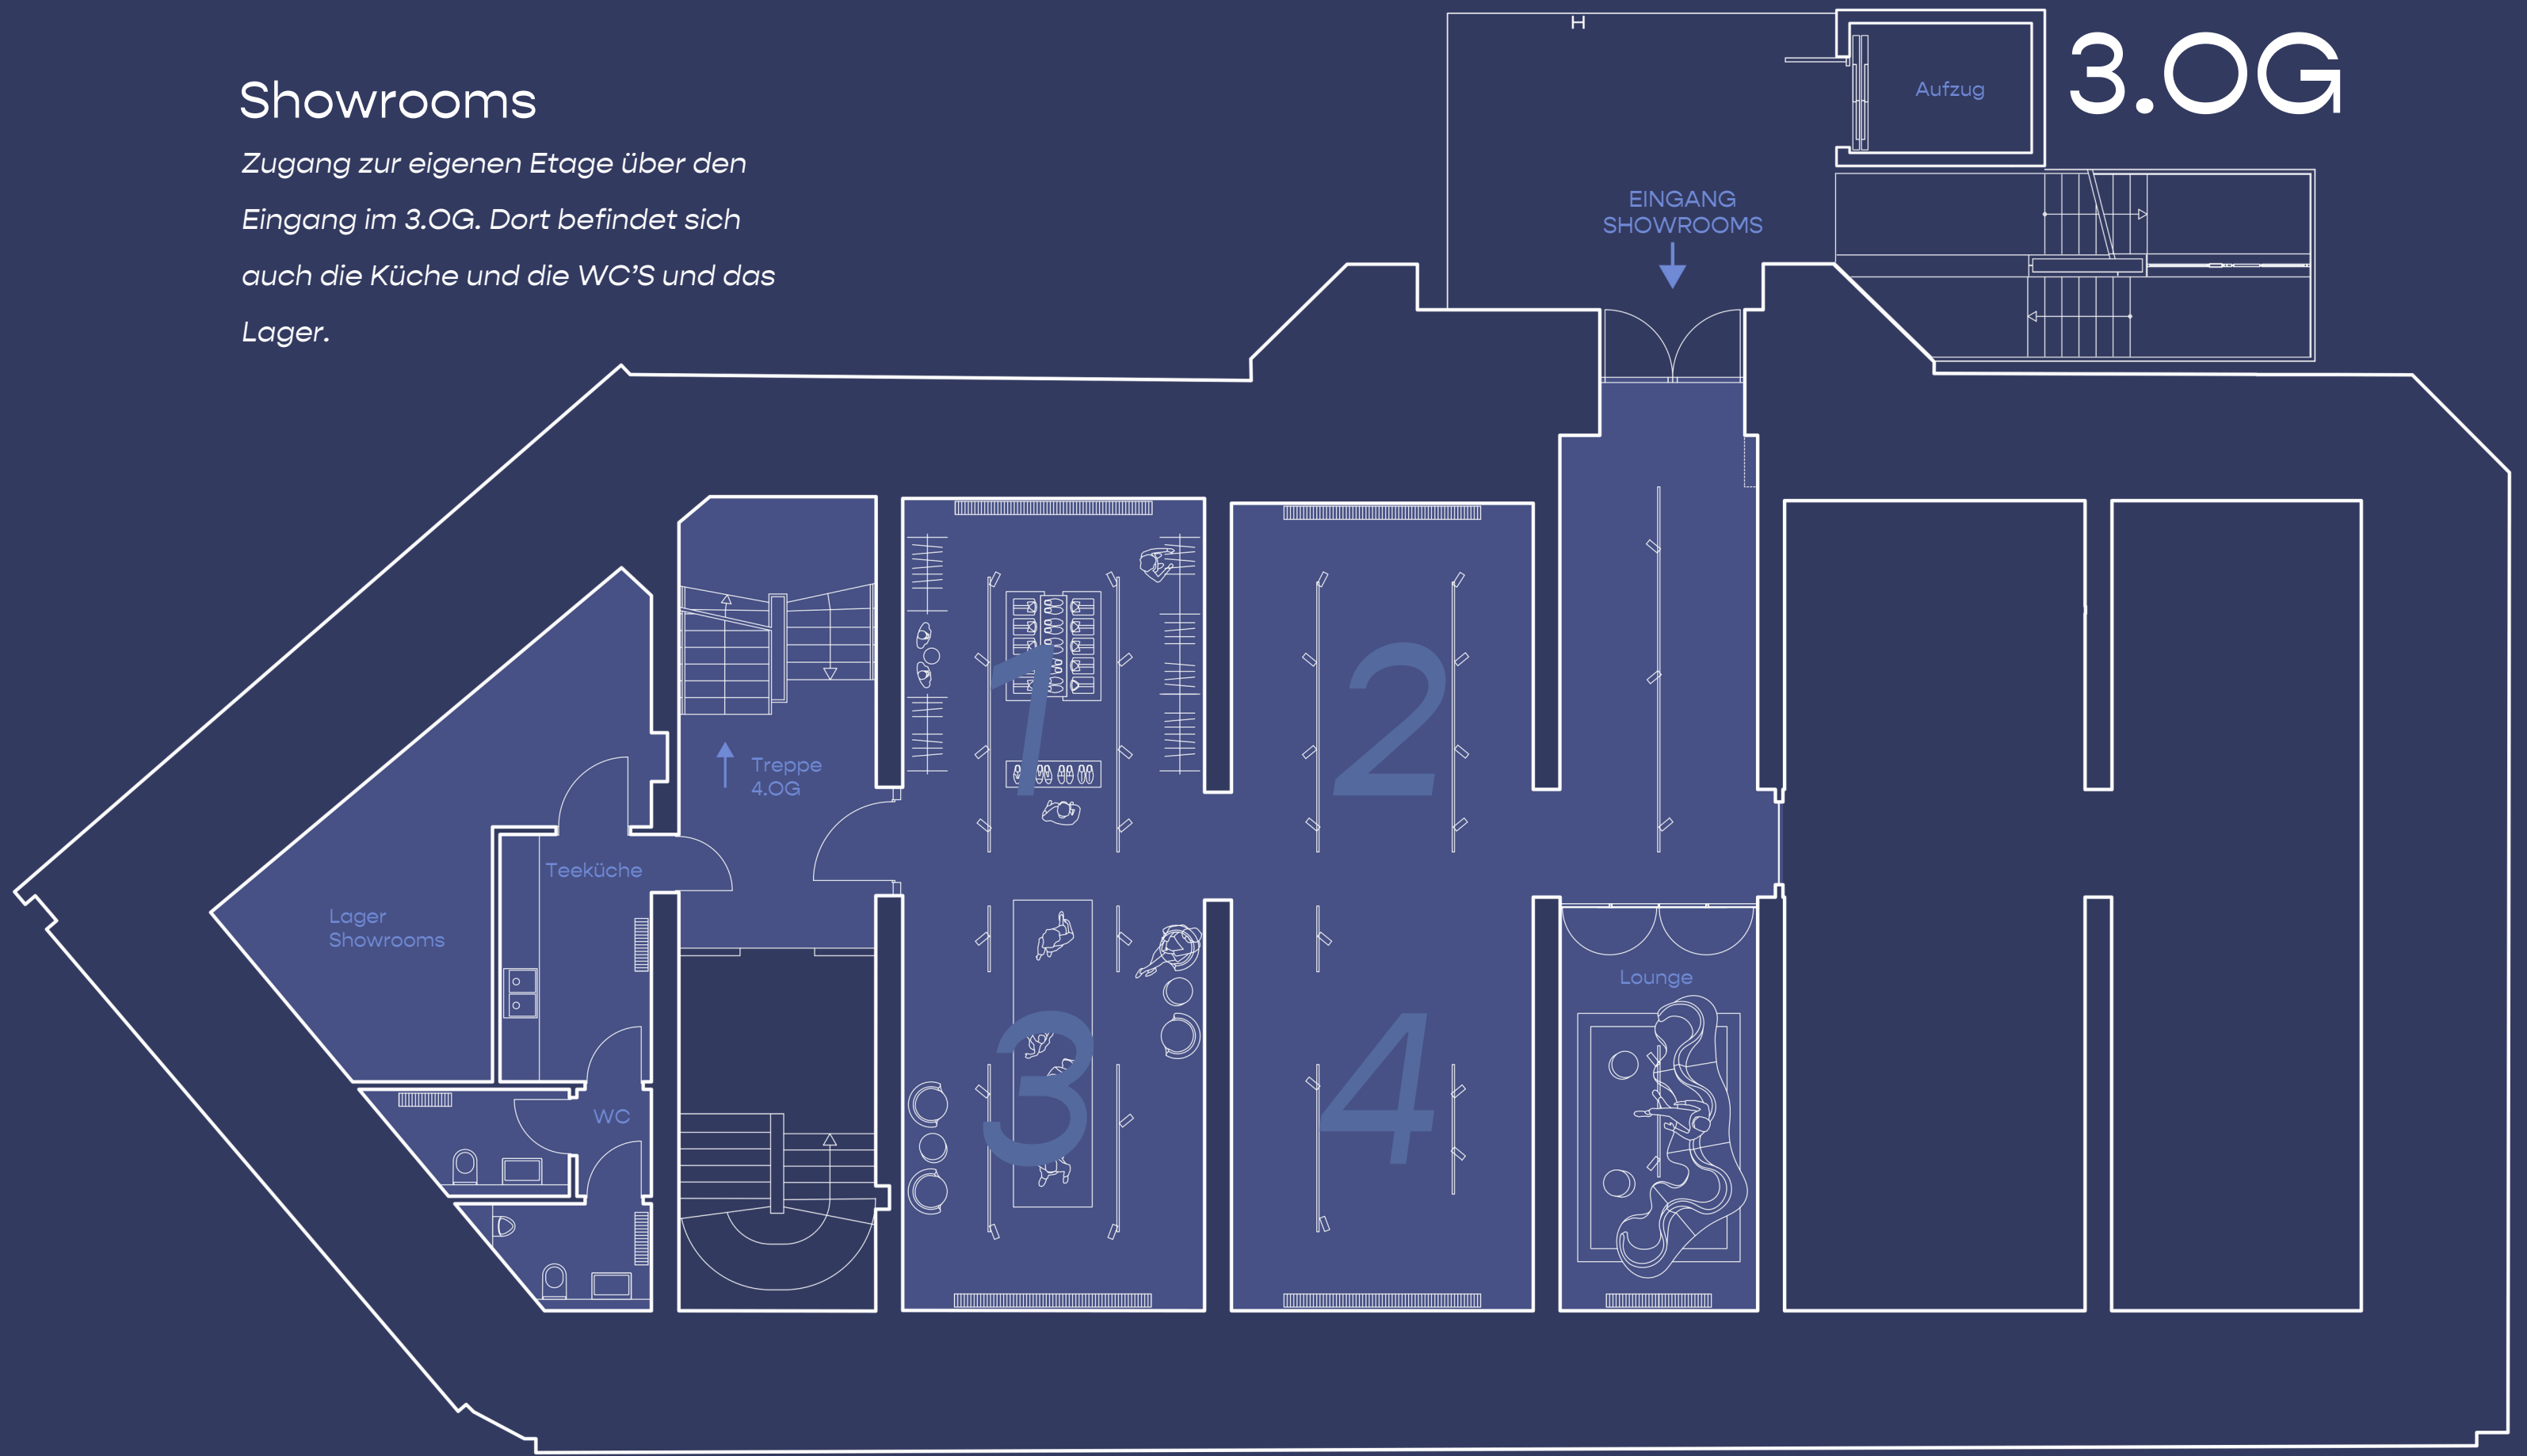 Showrooms
Zugang zur eigenen Etage über den
Eingang im 3.OG. Dort befindet sich
auch die Küche und die WC’S und das
Lager.
H
Aufzug
3.OG
EINGANG
SHOWROOMS
1
2
Treppe
4.OG
Teeküche
Lager
Showrooms
Lounge
3
4
WC